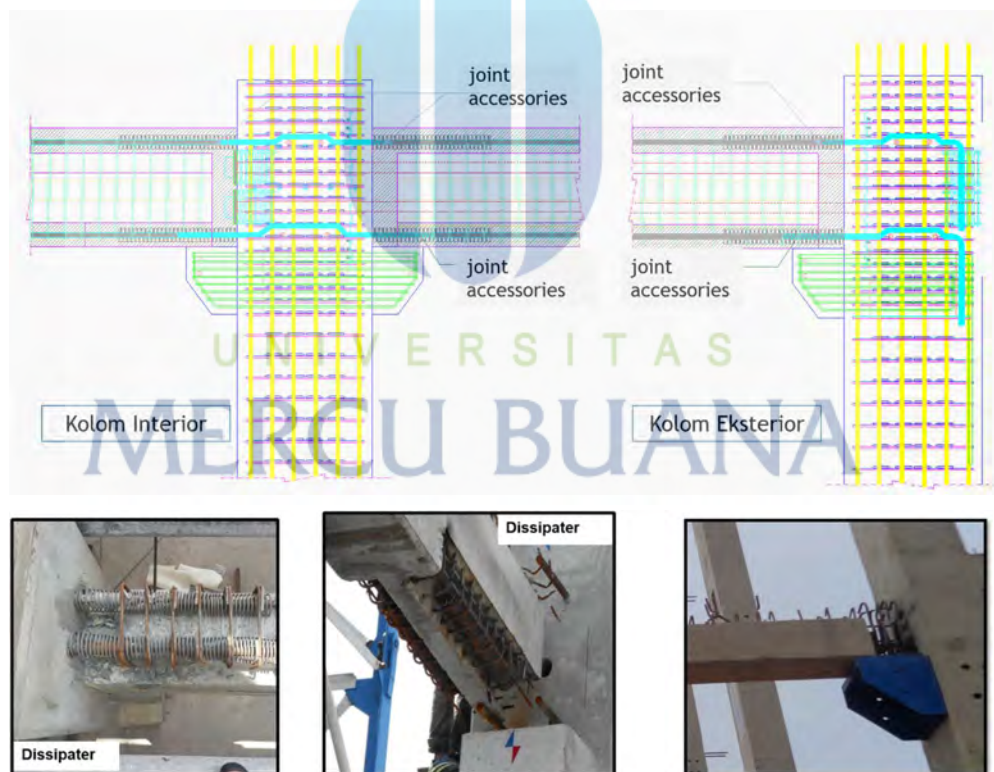 joint
accessories
joint
accessories
joint
accessories
joint
accessories
UNIVERSITAS
Kolom Interior
Kolom Eksterior
MERCU BUANA
Dissipater
Dissipater